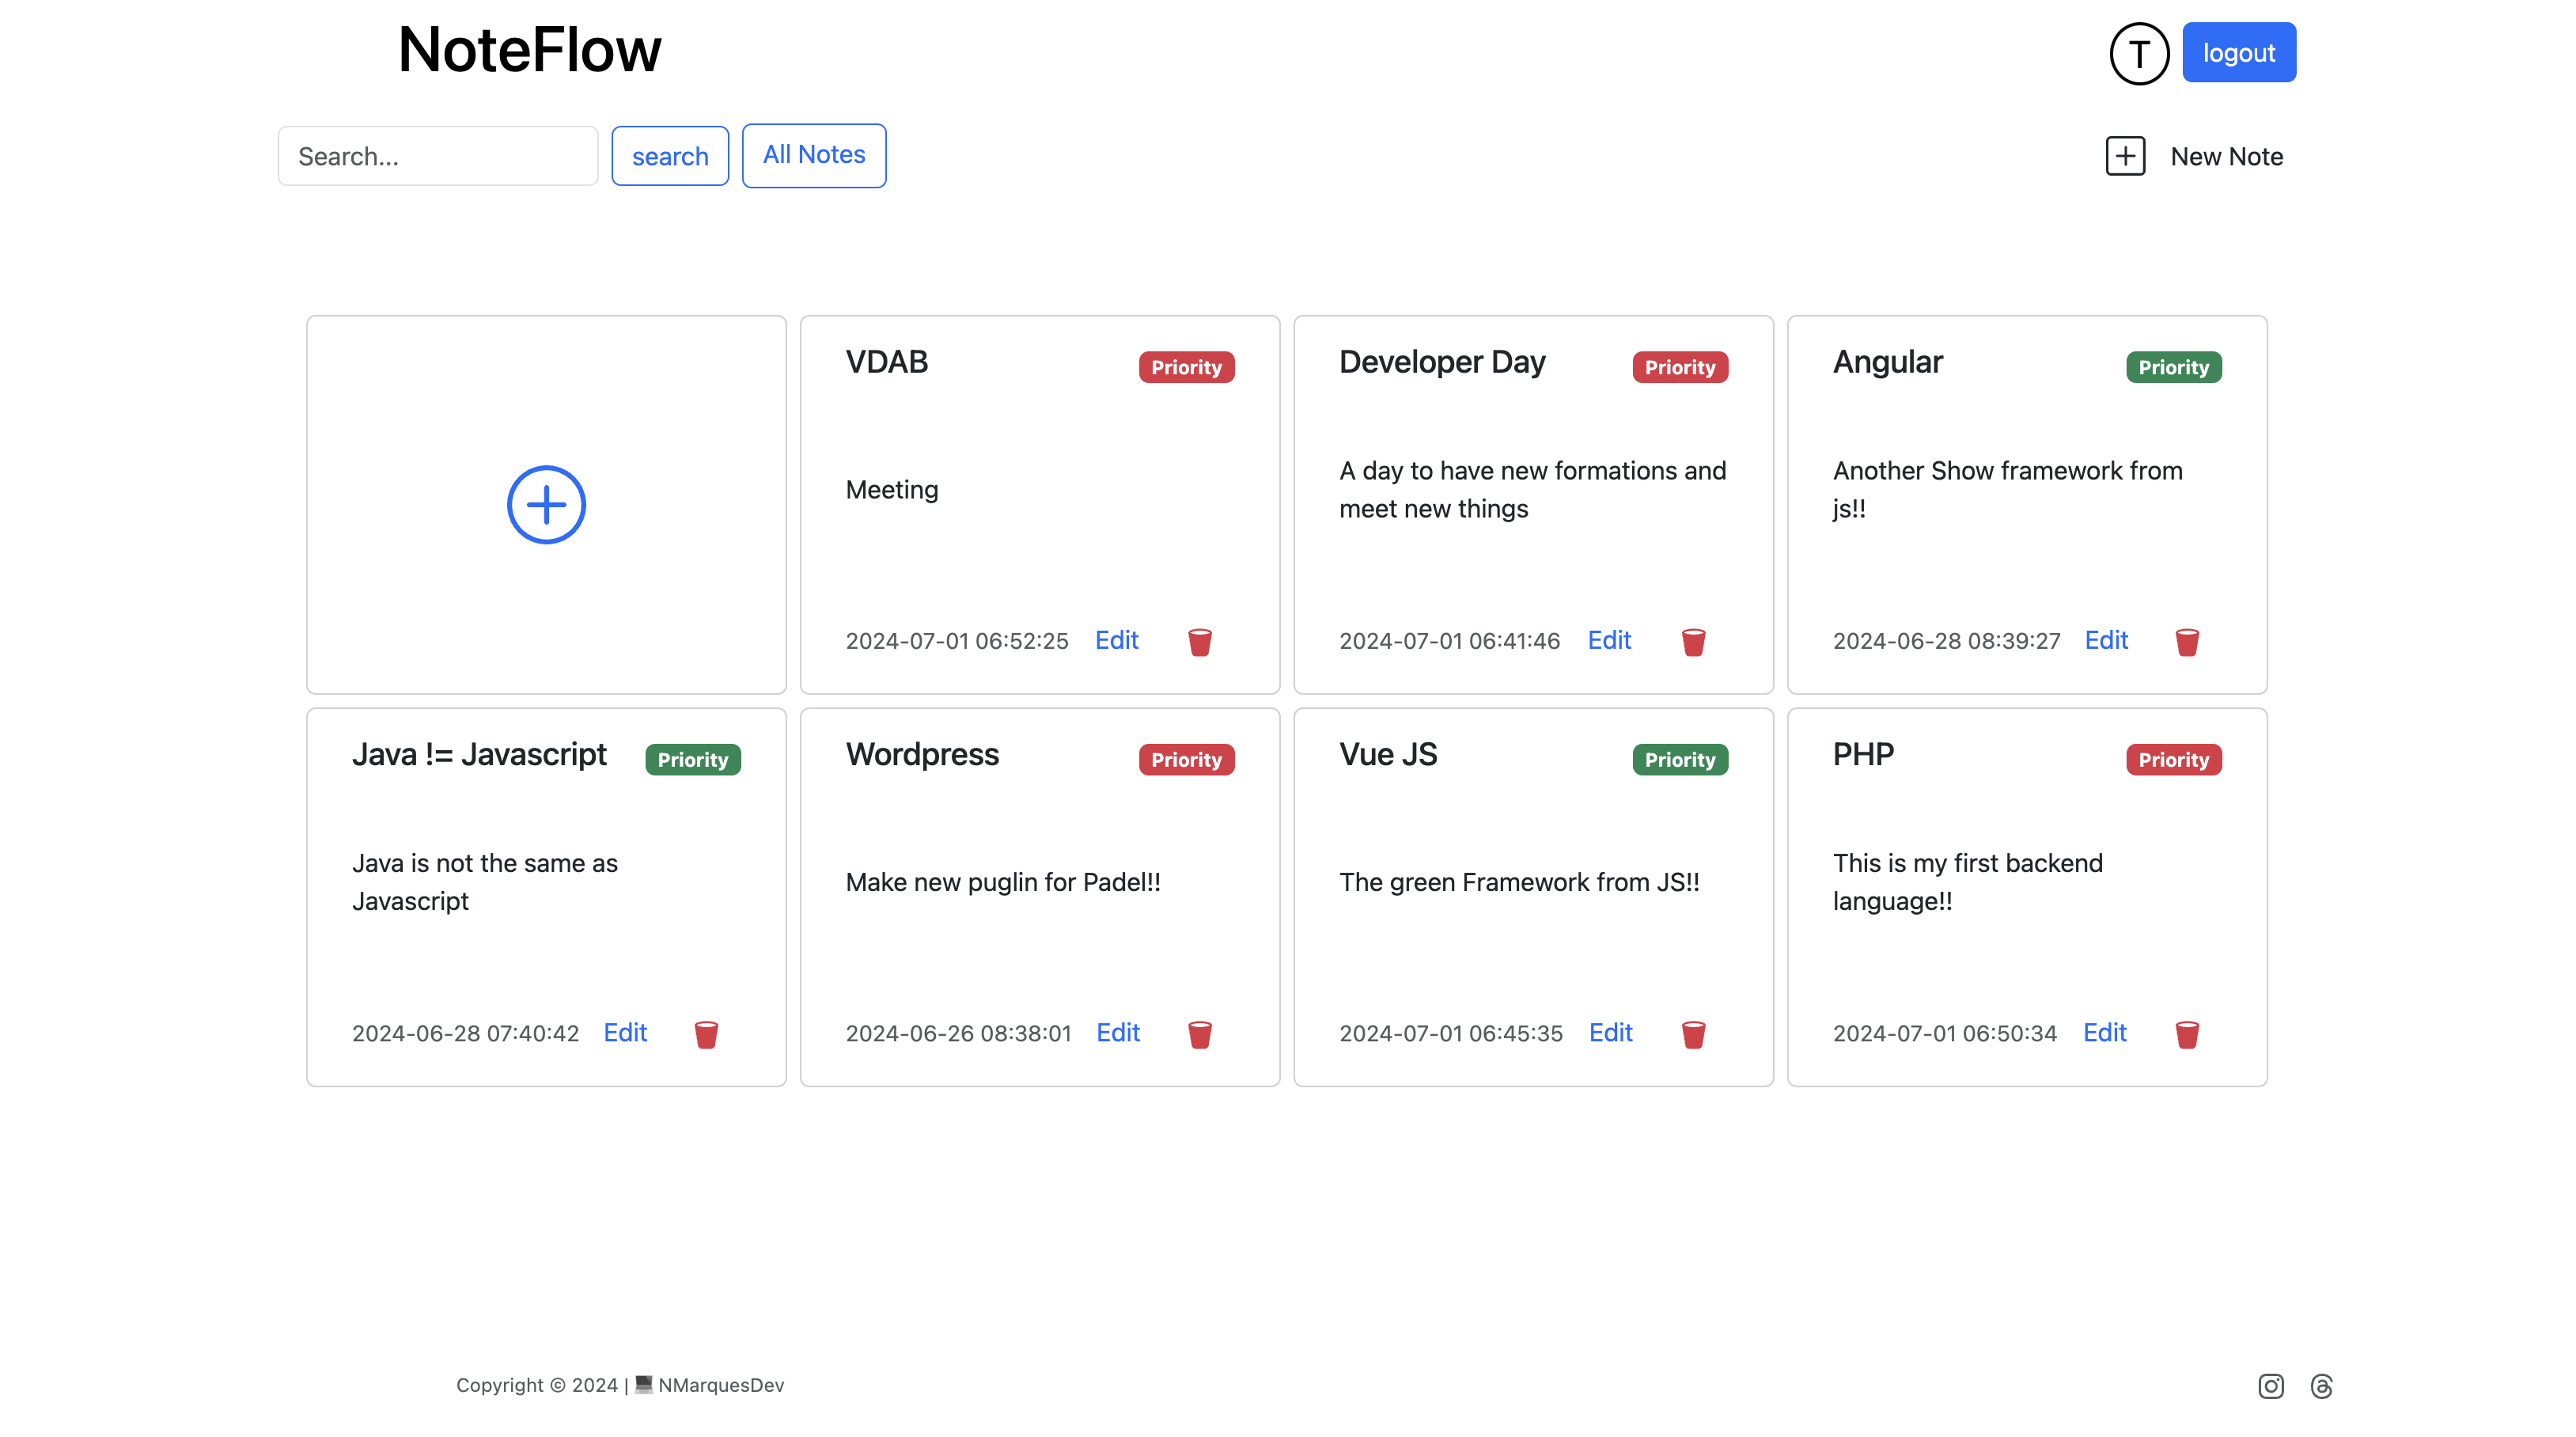 NoteFlow
T
logout
Search...
search
All Notes
New Note
VDAB
Priority
Meeting
2024-07-01 06:52:25
Edit
Developer Day
Priority
A day to have new formations and
meet new things
2024-07-01 06:41:46
Edit
Angular
Priority
Another Show framework from
js!!
2024-06-28 08:39:27
Edit
Java != Javascript
Priority
Java is not the same as
Javascript
2024-06-28 07:40:42
Edit
Wordpress
Priority
Make new puglin for Padel!!
2024-06-26 08:38:01
Edit
Vue JS
Priority
The green Framework from JS!!
2024-07-01 06:45:35
Edit
PHP
Priority
This is my first backend
language!!
2024-07-01 06:50:34
Edit
Copyright © 2024 | 💻 NMarquesDev